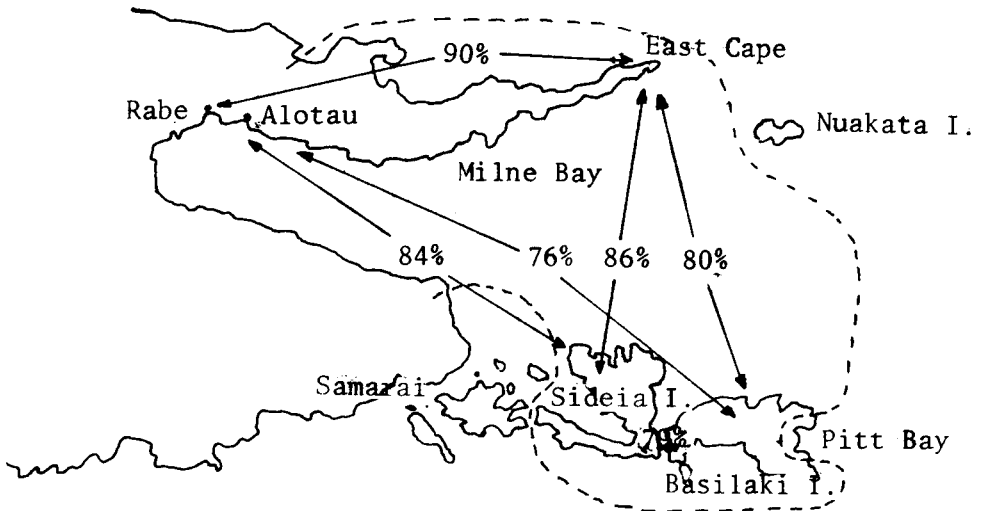 East Cape
90%
Rabe
Alotau
Nuakata I.
Milne Bay
84%
76%
86%
80%
Samarai
Sideia I.
Pitt Bay
Basilaki I.